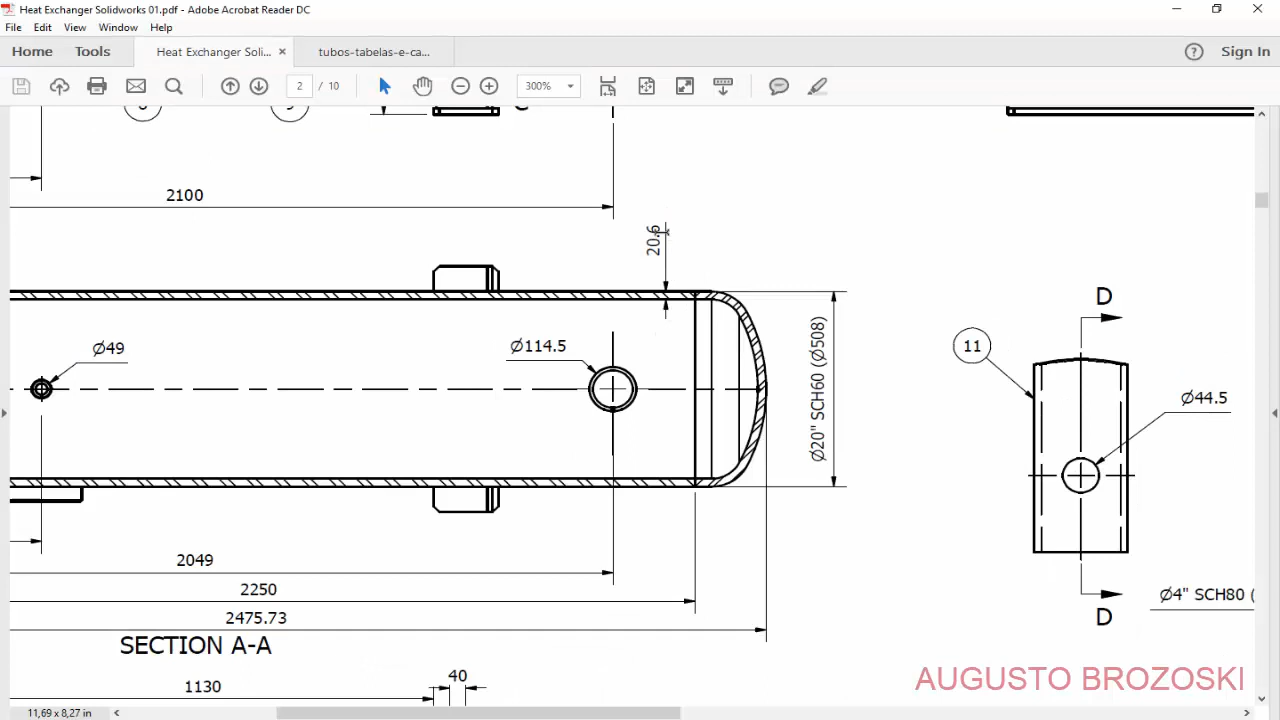 Heat Exchanger Solidworks 01.pdf - Adobe Acrobat Reader DC
File Edit View Window Help
Home Tools Heat Exchanger Soli... × tubos-tabelas-e-ca... ? Sign In
2 / 10 300%
2100
20.6
Ø49
Ø114.5
Ø20" SCH60 (Ø508)
D
11
Ø44.5
2049
2250
2475.73
Ø4" SCH80 (
D
SECTION A-A
40
1130
AUGUSTO BROZOSKI
11,69 x 8,27 in